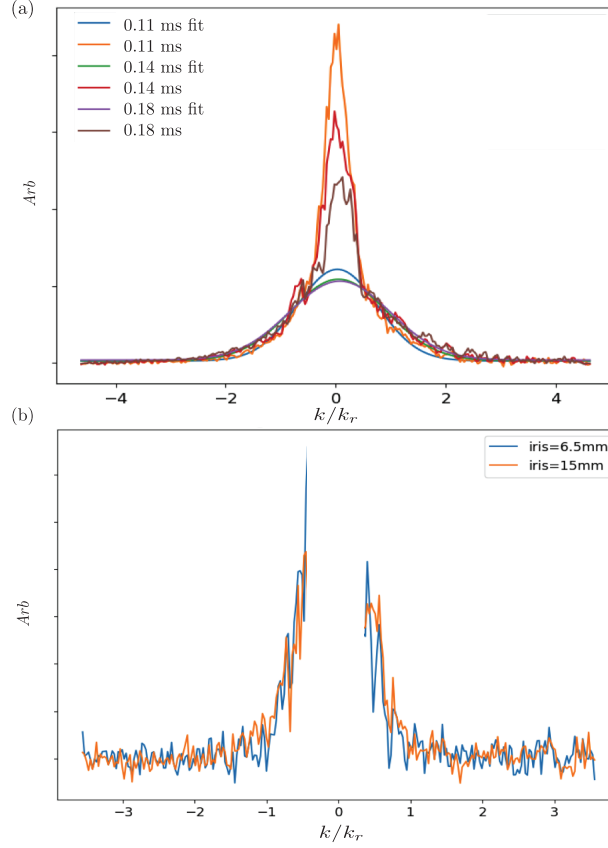 (a)
0.11 ms fit
0.11 ms
0.14 ms fit
0.14 ms
0.18 ms fit
0.18 ms
Arb
−4 −2 0 2 4
k/k_r
(b)
iris=6.5mm
iris=15mm
Arb
−3 −2 −1 0 1 2 3
k/k_r